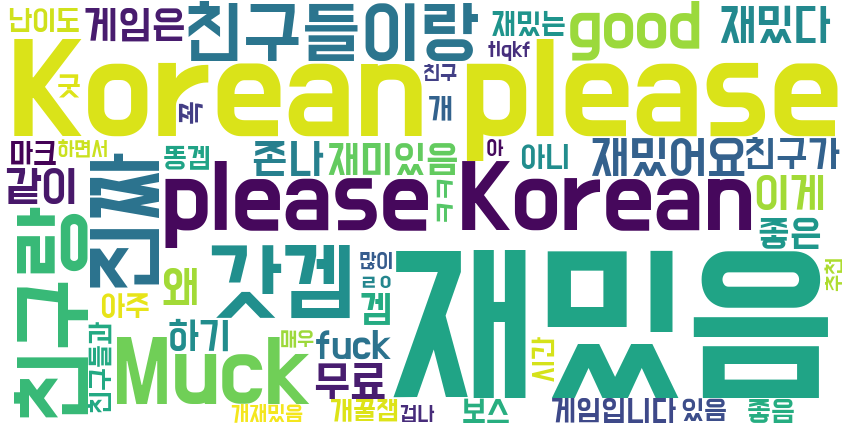 난이도 게임은 친구들이랑 재밌는 good 재밌다
tlqkf
Korean please
굿 짝 친구 개
마크 하면서 진짜 똥겜 존나 재미있음 아 아니 재밌어요 친구가
같이 please Korean 이게
ㅋㅋ
친구랑 좋은
갓겜 많이 재밌음 추천
왜 ㄹㅇ
아주 겜
친구들과 하기 매우 fuck
Muck 무료 시간
개재밌음 개꿀잼 겁나 보스 게임입니다 있음 좋음